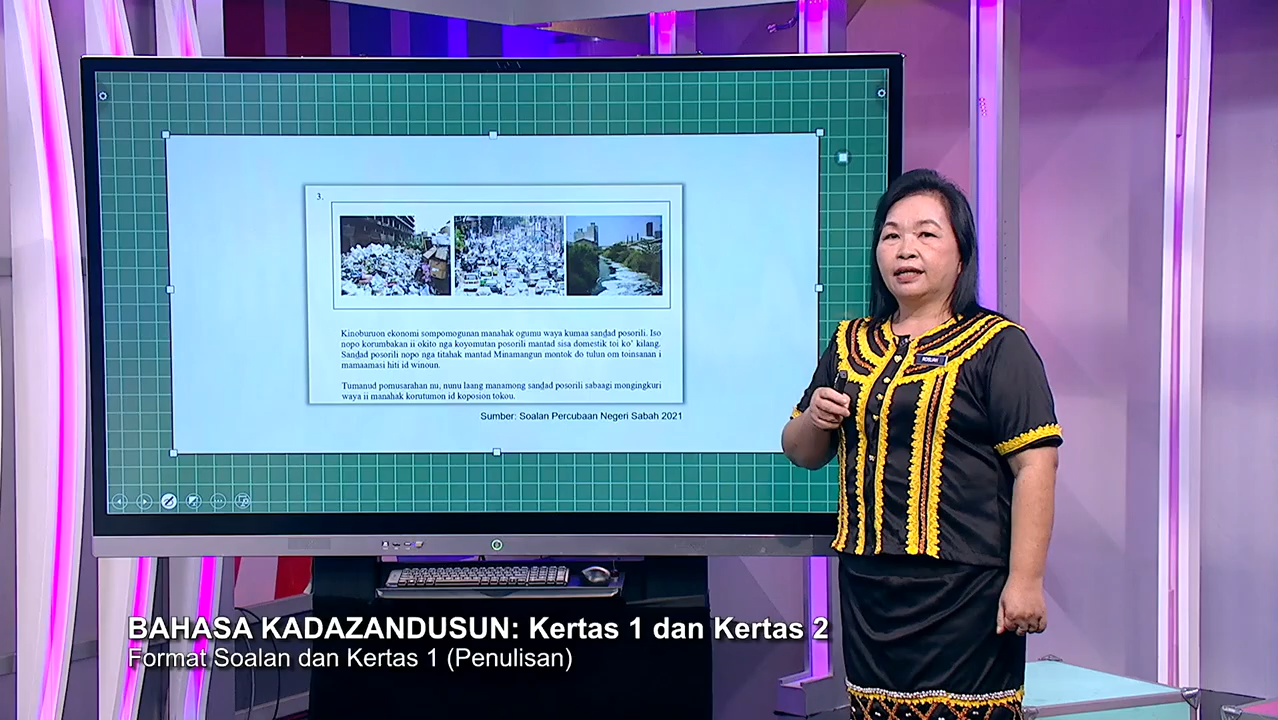 3.
Kinoburuon ekonomi sompomogunan manahak ogumu waya kumaa sanḏad posorili. Iso
nopo korumbakan ii okito nga koyomutan posorili mantad sisa domestik toi ko' kilang.
Sanḏad posorili nopo nga titahak mantad Minamangun montok do tulun om toinsanan i
mamaamasi hiti id winoun.
Tumanud pomusarahan nu, nunu laang manamong sanḏad posorili sabaagi mongingkuri
waya ii manahak korutumon id koposion tokou.
Sumber: Soalan Percubaan Negeri Sabah 2021
BAHASA KADAZANDUSUN: Kertas 1 dan Kertas 2
Format Soalan dan Kertas 1 (Penulisan)